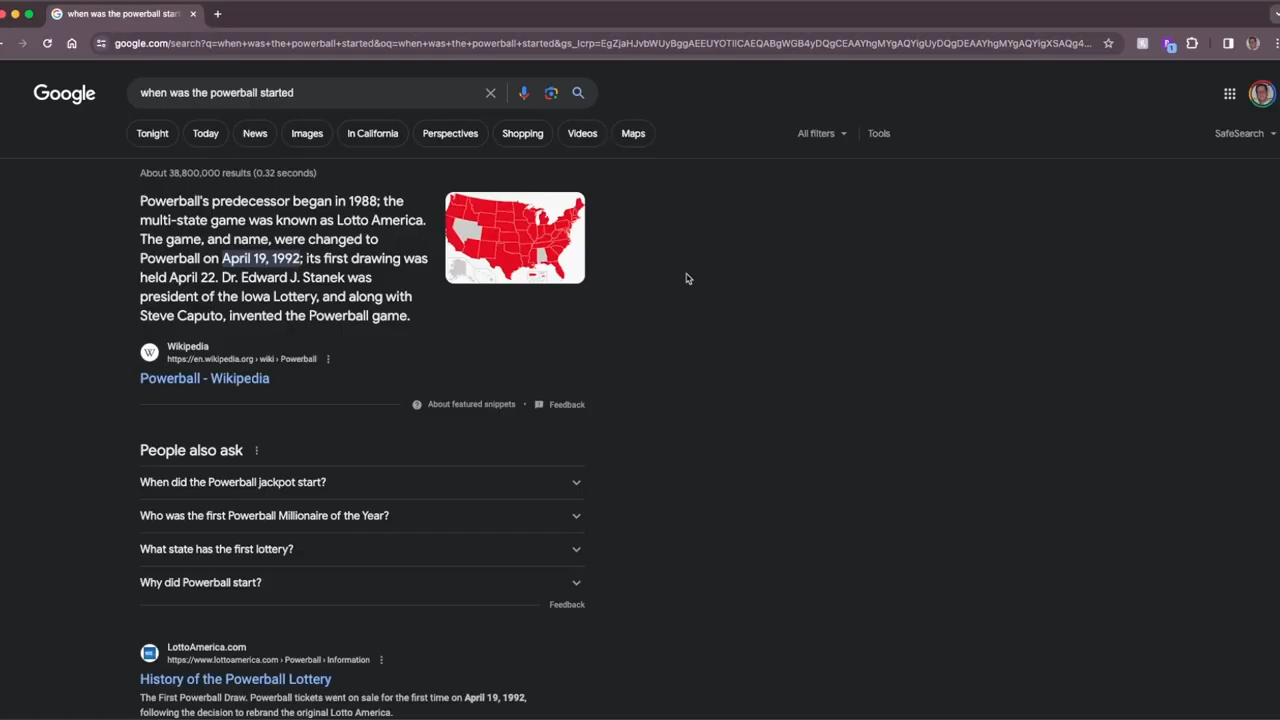 when was the powerball start
google.com/search?q=when+was+the+powerball+started&oq=when+was+the+powerball+started&gs_lcrp=EgZjaHJvbWUyBggAEEUYOTIICAEQABgWGB4yDQgCEAAYhgMYgAQYigUyDQgDEAAYhgMYgAQYigXSAQg4...
Google
when was the powerball started
Tonight
Today
News
Images
In California
Perspectives
Shopping
Videos
Maps
All filters
Tools
SafeSearch
About 38,800,000 results (0.32 seconds)
Powerball's predecessor began in 1988; the
multi-state game was known as Lotto America.
The game, and name, were changed to
Powerball on April 19, 1992; its first drawing was
held April 22. Dr. Edward J. Stanek was
president of the Iowa Lottery, and along with
Steve Caputo, invented the Powerball game.
W
Wikipedia
https://en.wikipedia.org › wiki › Powerball
Powerball - Wikipedia
About featured snippets • Feedback
People also ask
When did the Powerball jackpot start?
Who was the first Powerball Millionaire of the Year?
What state has the first lottery?
Why did Powerball start?
Feedback
LottoAmerica.com
https://www.lottoamerica.com › Powerball › Information
History of the Powerball Lottery
The First Powerball Draw. Powerball tickets went on sale for the first time on April 19, 1992,
following the decision to rebrand the original Lotto America.